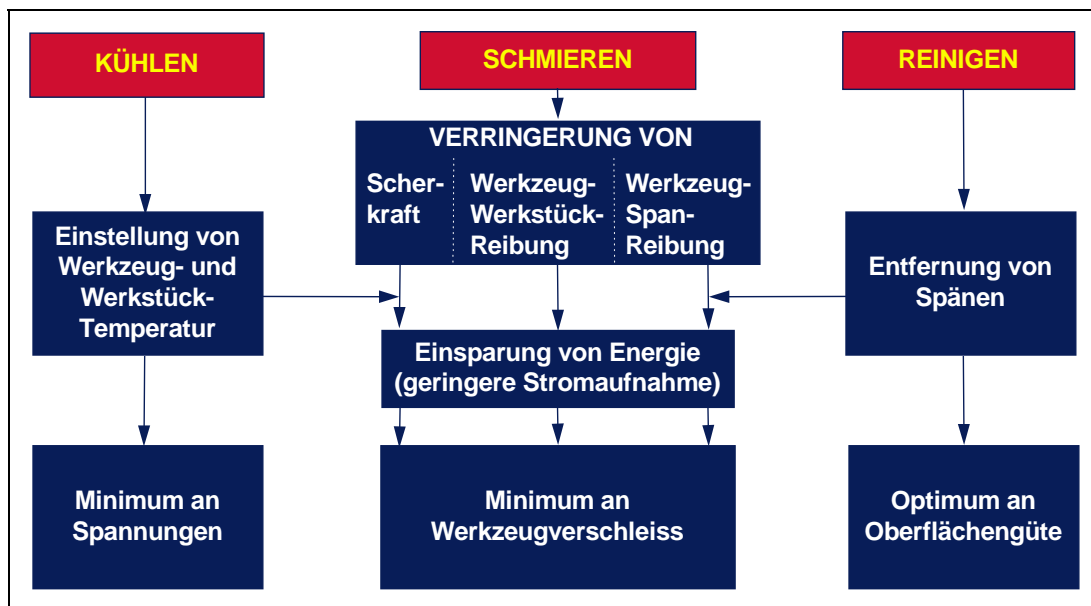 KÜHLEN
SCHMIEREN
REINIGEN
VERRINGERUNG VON
Scher-
kraft
Werkzeug-
Werkstück-
Reibung
Werkzeug-
Span-
Reibung
Einstellung von
Werkzeug- und
Werkstück-
Temperatur
Entfernung von
Spänen
Einsparung von Energie
(geringere Stromaufnahme)
Minimum an
Spannungen
Minimum an
Werkzeugverschleiss
Optimum an
Oberflächengüte